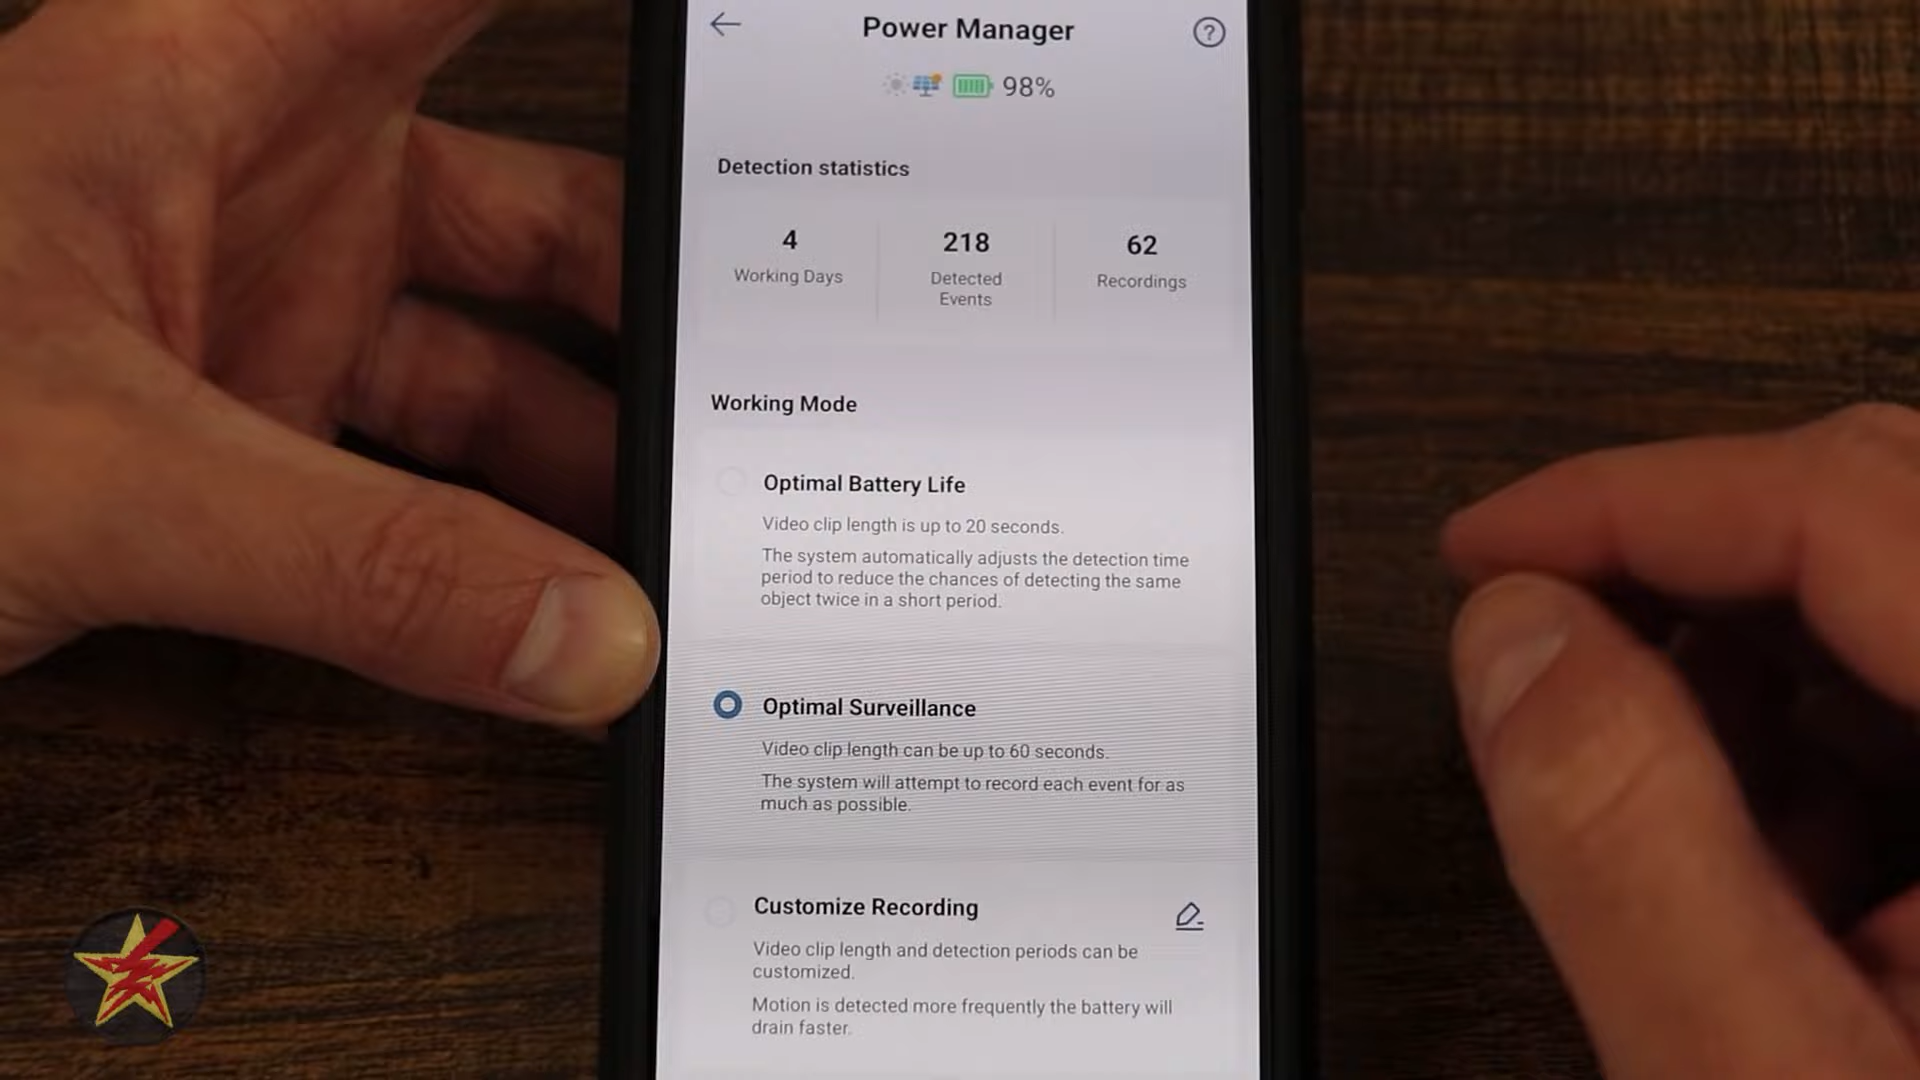 Power Manager
98%
Detection statistics
4
218
62
Working Days
Detected
Events
Recordings
Working Mode
Optimal Battery Life
Video clip length is up to 20 seconds.
The system automatically adjusts the detection time
period to reduce the chances of detecting the same
object twice in a short period.
Optimal Surveillance
Video clip length can be up to 60 seconds.
The system will attempt to record each event for as
much as possible.
Customize Recording
Video clip length and detection periods can be
customized.
Motion is detected more frequently the battery will
drain faster.